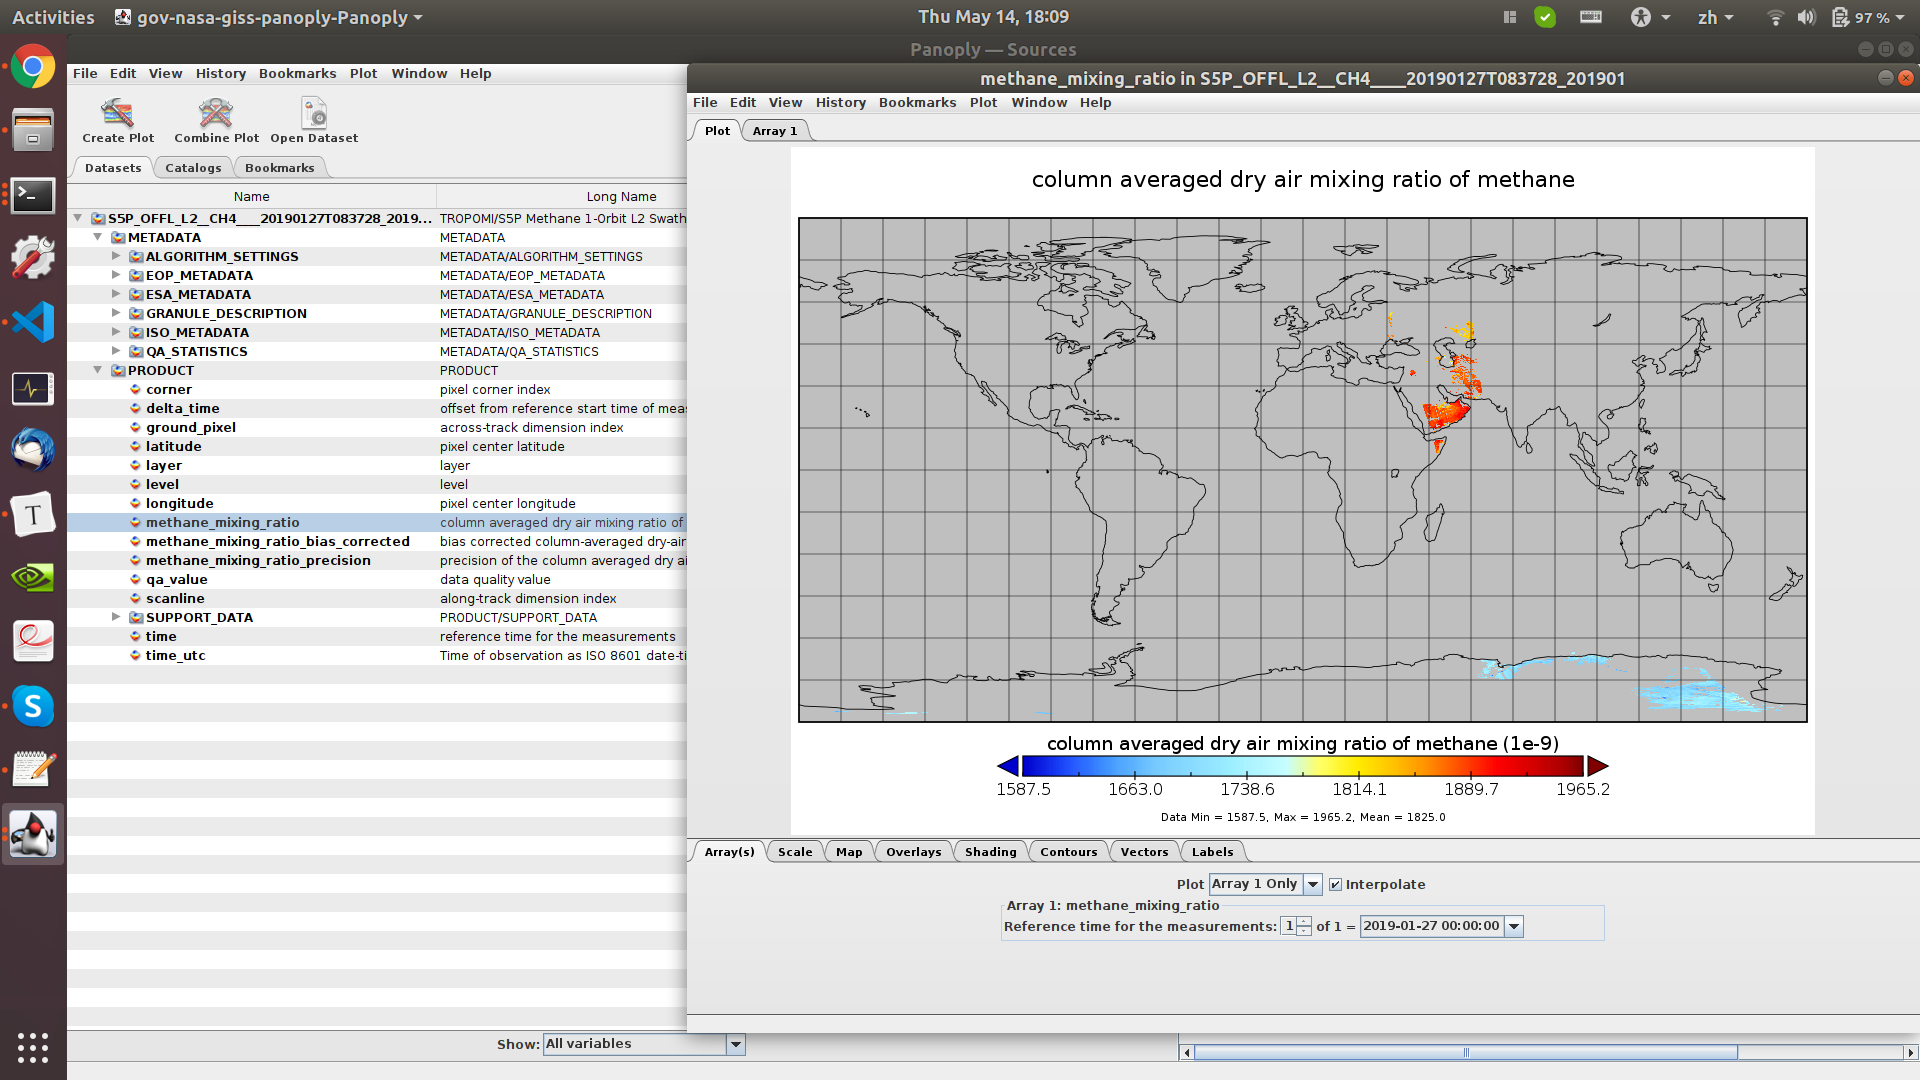 Activities
gov-nasa-giss-panoply-Panoply
Thu May 14, 18:09
zh
97 %
Panoply — Sources
File Edit View History Bookmarks Plot Window Help
Create Plot
Combine Plot
Open Dataset
Datasets
Catalogs
Bookmarks
Name
Long Name
S5P_OFFL_L2__CH4____20190127T083728_2019... TROPOMI/S5P Methane 1-Orbit L2 Swath
METADATA METADATA
ALGORITHM_SETTINGS METADATA/ALGORITHM_SETTINGS
EOP_METADATA METADATA/EOP_METADATA
ESA_METADATA METADATA/ESA_METADATA
GRANULE_DESCRIPTION METADATA/GRANULE_DESCRIPTION
ISO_METADATA METADATA/ISO_METADATA
QA_STATISTICS METADATA/QA_STATISTICS
PRODUCT PRODUCT
corner pixel corner index
delta_time offset from reference start time of meas
ground_pixel across-track dimension index
latitude pixel center latitude
layer layer
level level
longitude pixel center longitude
methane_mixing_ratio column averaged dry air mixing ratio of
methane_mixing_ratio_bias_corrected bias corrected column-averaged dry-air
methane_mixing_ratio_precision precision of the column averaged dry ai
qa_value data quality value
scanline along-track dimension index
SUPPORT_DATA PRODUCT/SUPPORT_DATA
time reference time for the measurements
time_utc Time of observation as ISO 8601 date-ti
Show: All variables
methane_mixing_ratio in S5P_OFFL_L2__CH4____20190127T083728_201901
File Edit View History Bookmarks Plot Window Help
Plot
Array 1
column averaged dry air mixing ratio of methane
column averaged dry air mixing ratio of methane (1e-9)
1587.5 1663.0 1738.6 1814.1 1889.7 1965.2
Data Min = 1587.5, Max = 1965.2, Mean = 1825.0
Array(s) Scale Map Overlays Shading Contours Vectors Labels
Plot Array 1 Only Interpolate
Array 1: methane_mixing_ratio
Reference time for the measurements: 1 of 1 = 2019-01-27 00:00:00
T
S